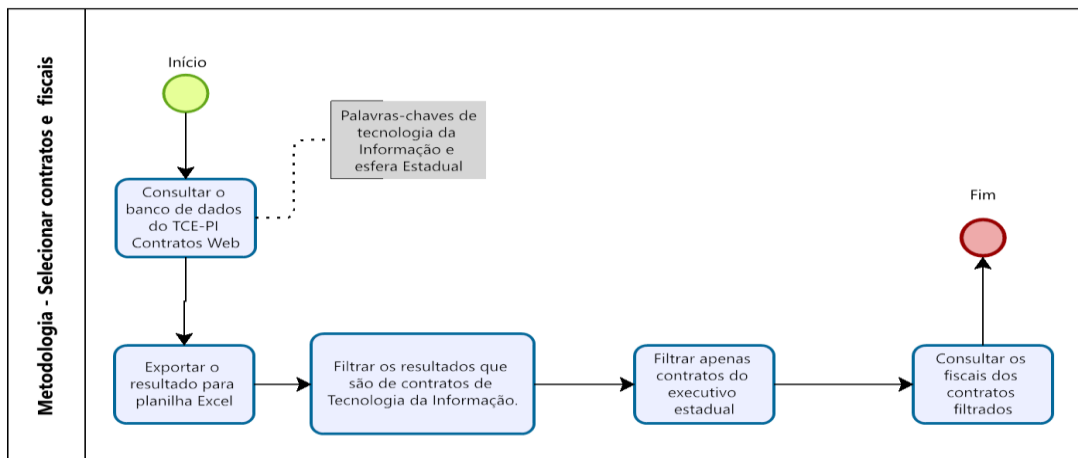 Metodologia - Selecionar contratos e fiscais
Início
Palavras-chaves de
tecnologia da
Informação e
esfera Estadual
Consultar o
banco de dados
do TCE-PI
Contratos Web
Exportar o
resultado para
planilha Excel
Filtrar os resultados que
são de contratos de
Tecnologia da Informação.
Filtrar apenas
contratos do
executivo
estadual
Consultar os
fiscais dos
contratos
filtrados
Fim